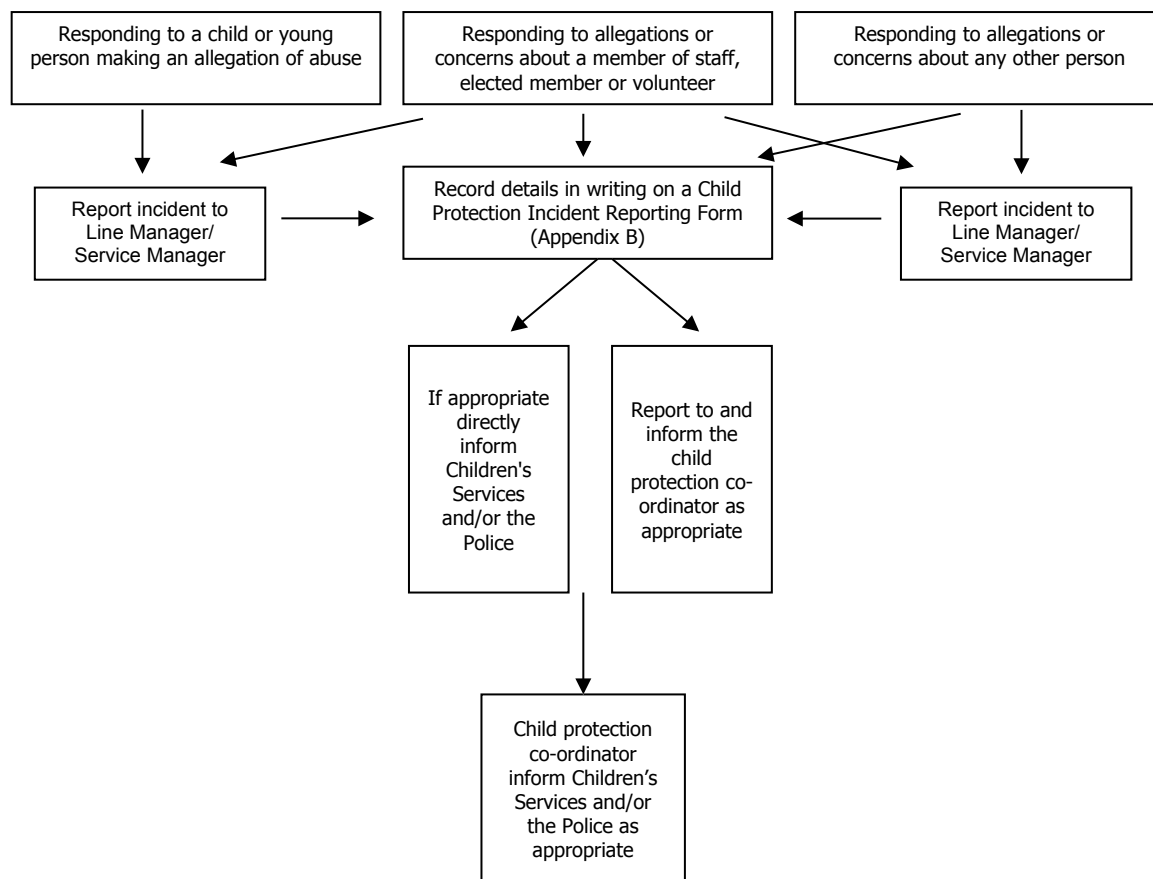 Responding to a child or young
person making an allegation of abuse
Responding to allegations or
concerns about a member of staff,
elected member or volunteer
Responding to allegations or
concerns about any other person
Report incident to
Line Manager/
Service Manager
Record details in writing on a Child
Protection Incident Reporting Form
(Appendix B)
Report incident to
Line Manager/
Service Manager
If appropriate
directly
inform
Children's
Services
and/or the
Police
Report to and
inform the
child
protection co-
ordinator as
appropriate
Child protection
co-ordinator
inform Children’s
Services and/or
the Police as
appropriate